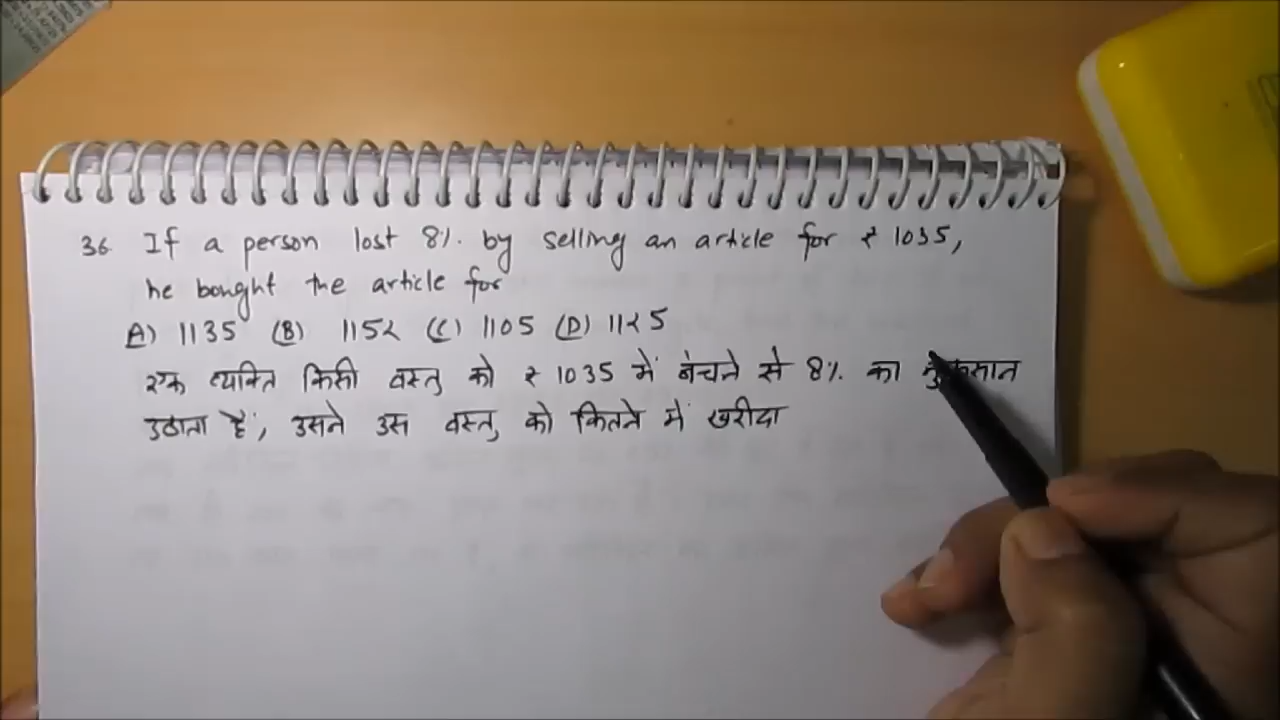 36. If a person lost 8%. by selling an article for ₹ 1035,
he bought the article for
A) 1135 (B) 1152 (C) 1105 (D) 1125
एक व्यक्ति किसी वस्तु को ₹ 1035 में बेचने से 8%. का नुकसान
उठाता है, उसने उस वस्तु को कितने में खरीदा